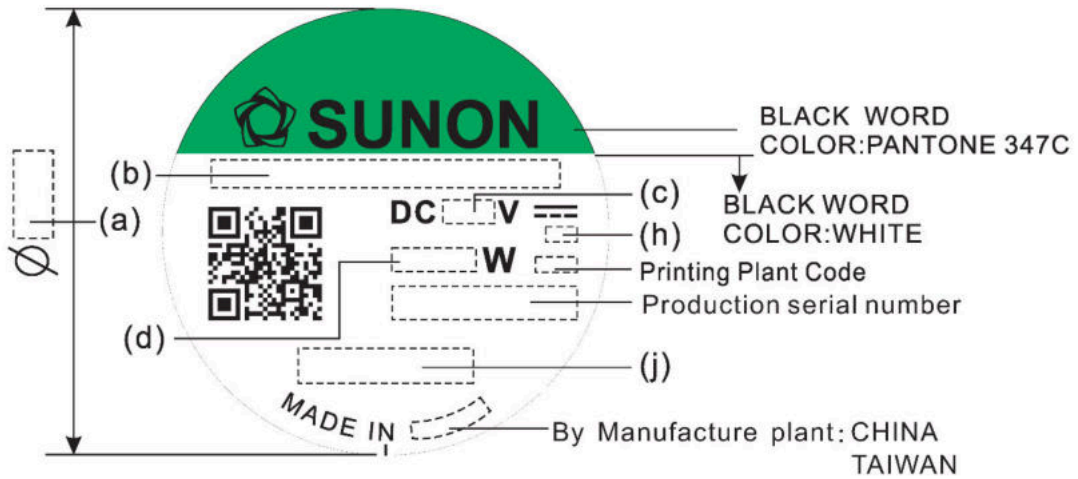 SUNON
BLACK WORD
COLOR:PANTONE 347C
(b)
(c)
(a)
DC V
BLACK WORD
COLOR:WHITE
(h)
Ø
W
Printing Plant Code
Production serial number
(d)
(j)
MADE IN
By Manufacture plant: CHINA
TAIWAN